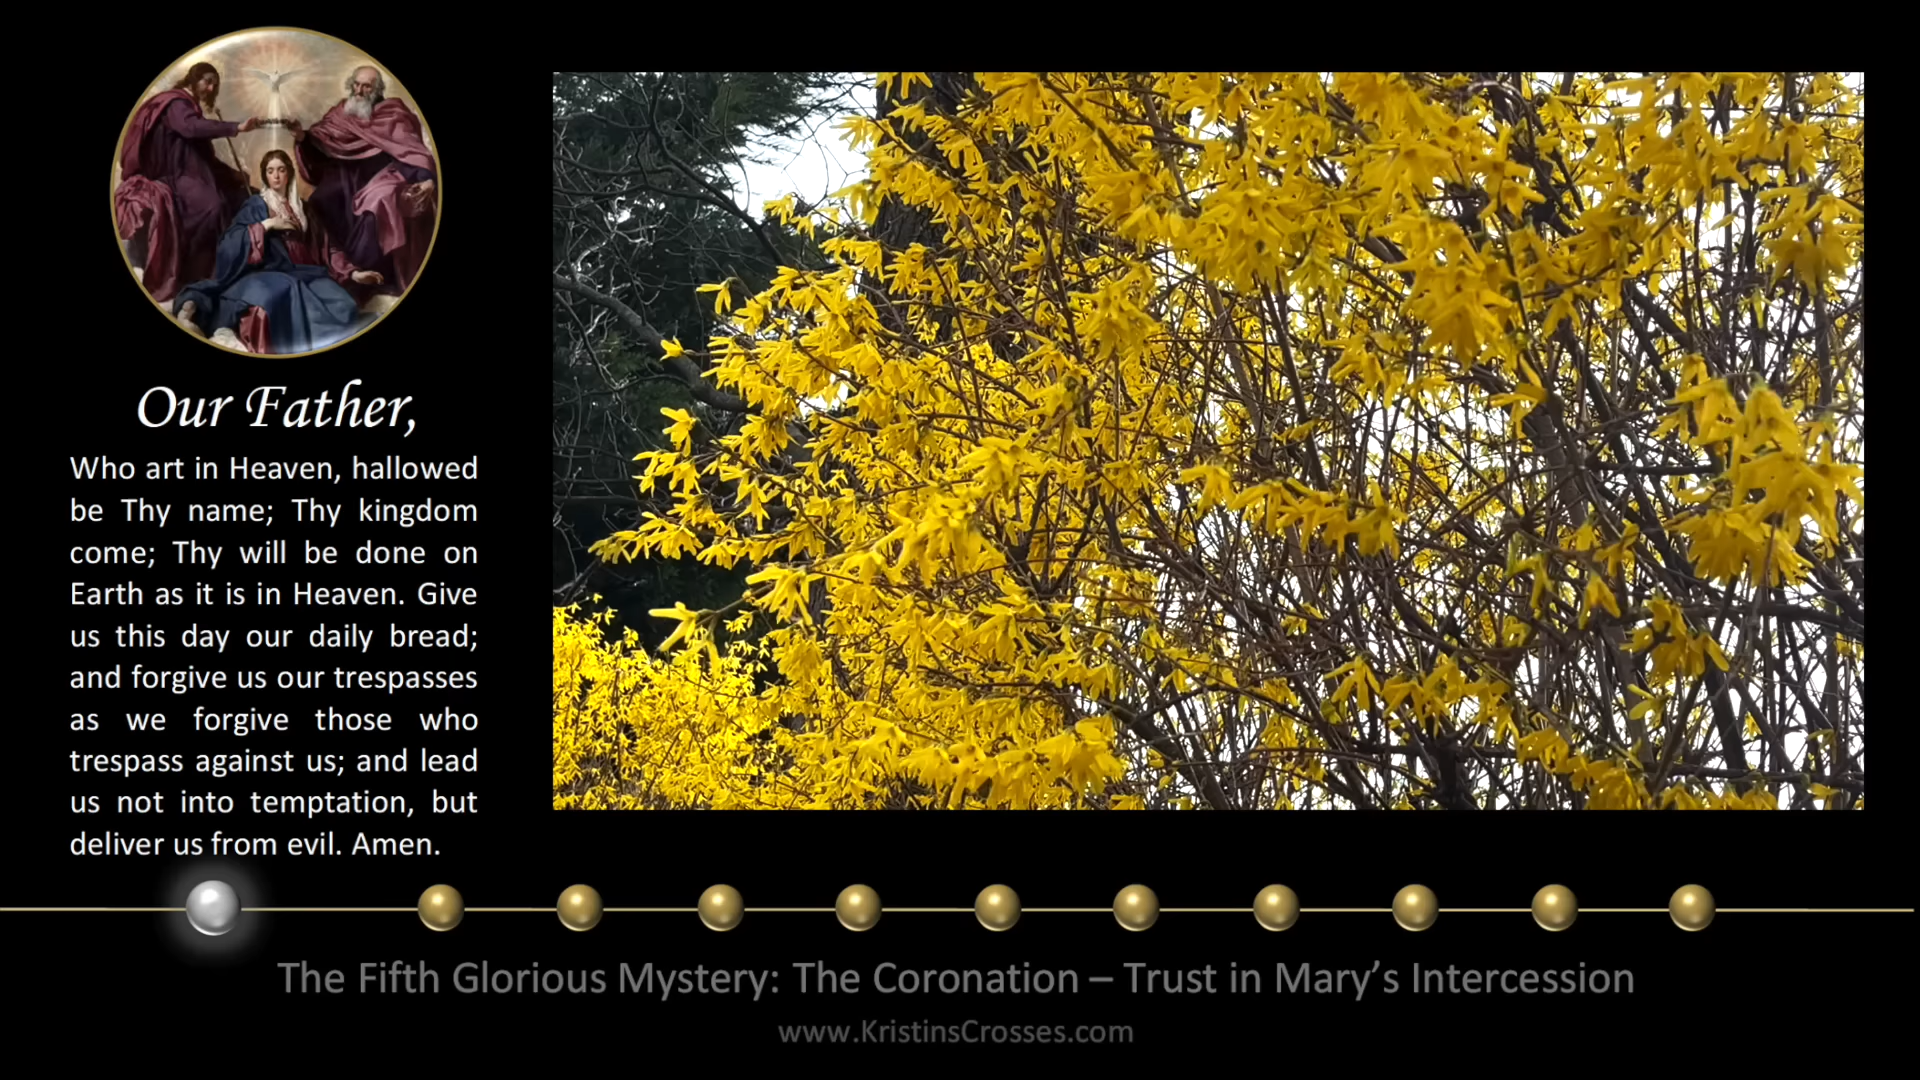 Our Father,
Who art in Heaven, hallowed
be Thy name; Thy kingdom
come; Thy will be done on
Earth as it is in Heaven. Give
us this day our daily bread;
and forgive us our trespasses
as we forgive those who
trespass against us; and lead
us not into temptation, but
deliver us from evil. Amen.
The Fifth Glorious Mystery: The Coronation – Trust in Mary’s Intercession
www.KristinsCrosses.com